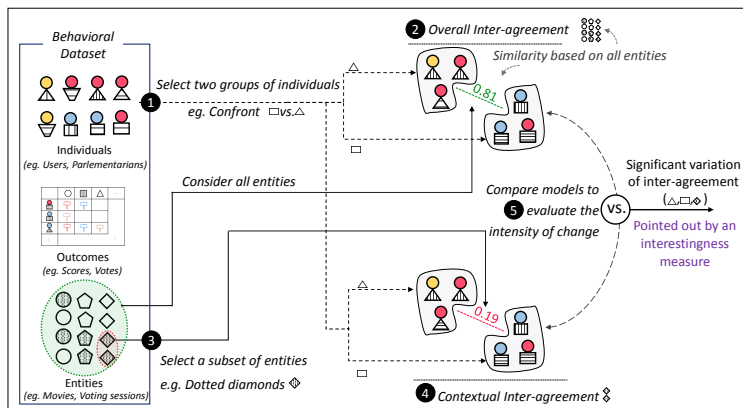 Behavioral
Dataset
Individuals
(eg. Users, Parlementarians)
Outcomes
(eg. Scores, Votes)
Entities
(eg. Movies, Voting sessions)
1
Select two groups of individuals
eg. Confront □vs.△
Consider all entities
3
Select a subset of entities
e.g. Dotted diamonds
2 Overall Inter-agreement
Similarity based on all entities
0.81
Compare models to
5 evaluate the
intensity of change
VS.
Significant variation
of inter-agreement
(△,□,◈)
Pointed out by an
interestingness
measure
0.19
4 Contextual Inter-agreement